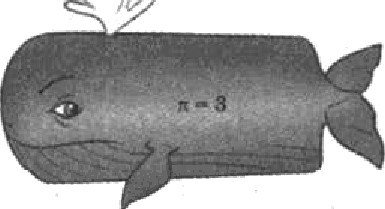 π = 3